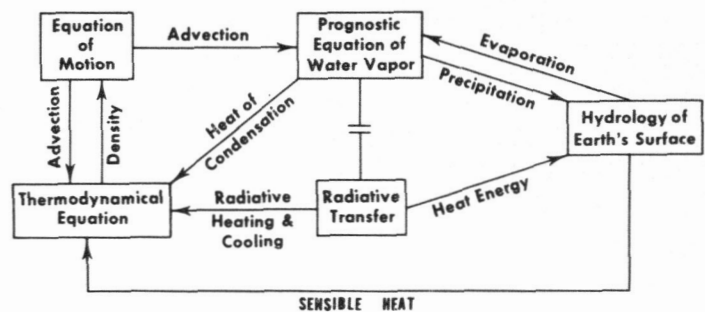 Equation
of
Motion
Advection
Prognostic
Equation of
Water Vapor
Evaporation
Precipitation
Hydrology of
Earth's Surface
Advection
Density
Heat of
Condensation
Thermodynamical
Equation
Radiative
Heating &
Cooling
Radiative
Transfer
Heat Energy
SENSIBLE HEAT